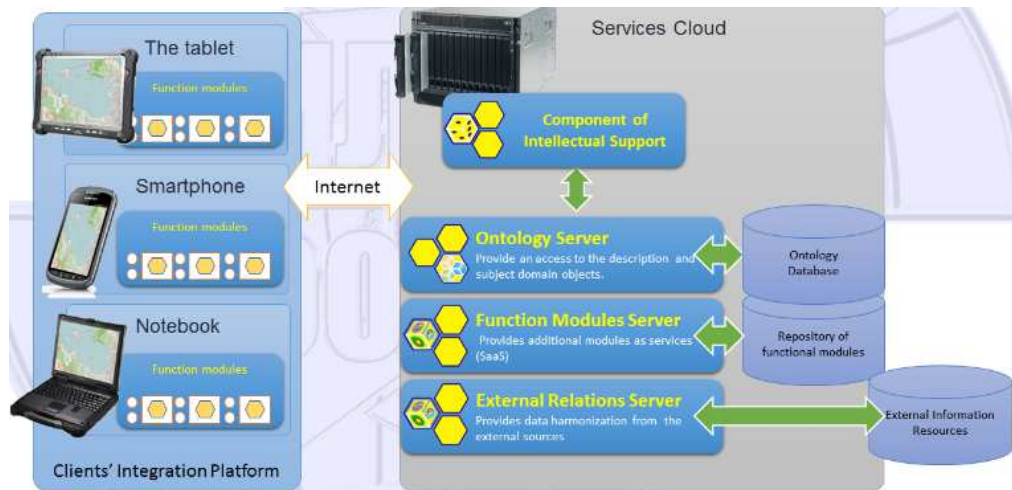 The tablet
Function modules
Smartphone
Function modules
Notebook
Function modules
Clients' Integration Platform
Internet
Services Cloud
Component of
Intellectual Support
Ontology Server
Provide an access to the description and
subject domain objects.
Function Modules Server
Provides additional modules as services
(SaaS)
External Relations Server
Provides data harmonization from the
external sources
Ontology
Database
Repository of
functional modules
External Information
Resources